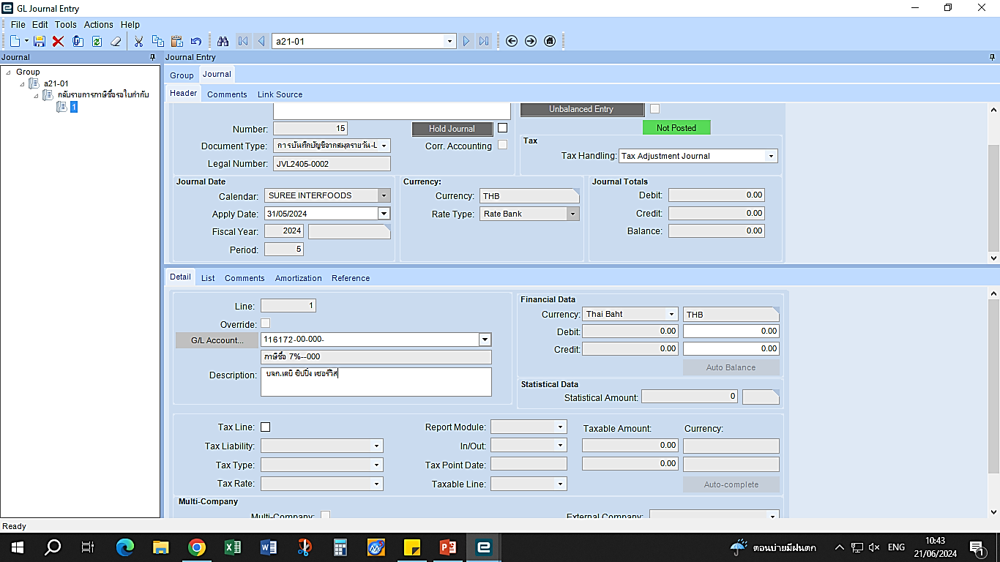 GL Journal Entry
File Edit Tools Actions Help
a21-01
Journal
Journal Entry
Group
a21-01
กลับรายการภาษีซื้อรอใบกำกับ
1
Group Journal
Header Comments Link Source
Unbalanced Entry
Number: 15
Hold Journal
Not Posted
Document Type: การบันทึกบัญชีจากสมุดรายวัน-L
Corr. Accounting
Tax
Tax Handling: Tax Adjustment Journal
Legal Number: JVL2405-0002
Journal Date
Calendar: SUREE INTERFOODS
Apply Date: 31/05/2024
Fiscal Year: 2024
Period: 5
Currency:
Currency: THB
Rate Type: Rate Bank
Journal Totals
Debit: 0.00
Credit: 0.00
Balance: 0.00
Detail List Comments Amortization Reference
Line: 1
Override:
G/L Account... 116172-00-000-
ภาษีซื้อ 7%--000
Description: บจก.เคบี ชิปปิ้ง เซอร์วิส
Financial Data
Currency: Thai Baht THB
Debit: 0.00 0.00
Credit: 0.00 0.00
Auto Balance
Statistical Data
Statistical Amount: 0
Tax Line:
Tax Liability:
Tax Type:
Tax Rate:
Report Module:
In/Out:
Tax Point Date:
Taxable Line:
Taxable Amount: Currency:
0.00
0.00
Auto-complete
Multi-Company
Multi-Company:
External Company:
Ready
ตอนบ่ายมีฝนตก
ENG
10:43
21/06/2024
1